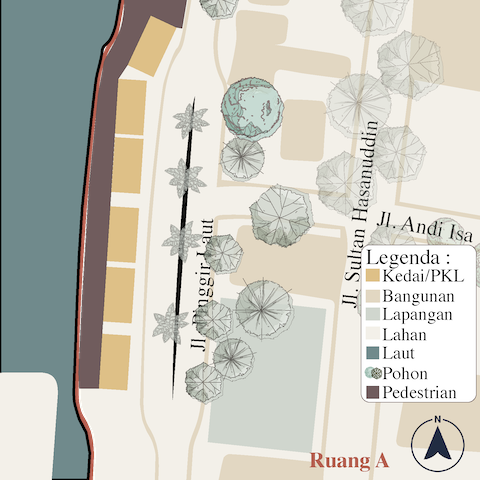 Jl. Pinggir Laut
Jl. Sultan Hasanuddin
Jl. Andi Isa
Legenda :
Kedai/PKL
Bangunan
Lapangan
Lahan
Laut
Pohon
Pedestrian
N
Ruang A